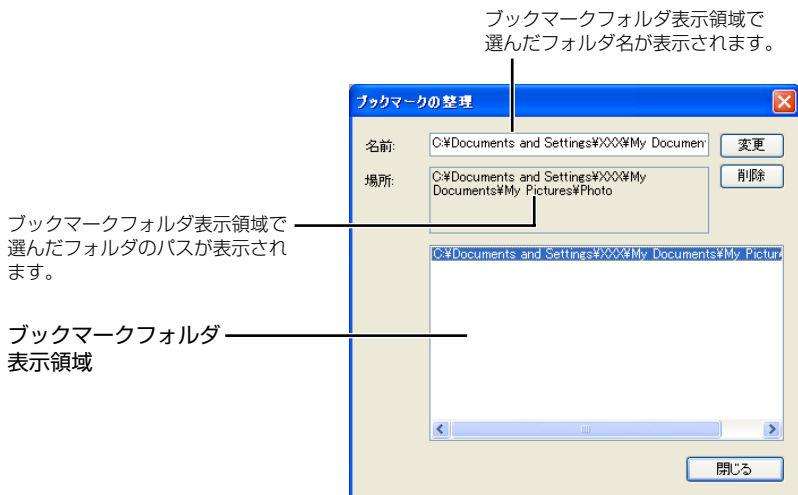 ブックマークフォルダ表示領域で
選んだフォルダ名が表示されます。
ブックマークの整理
名前:
C:¥Documents and Settings¥XXX¥My Documen
変更
場所:
C:¥Documents and Settings¥XXX¥My
Documents¥My Pictures¥Photo
削除
ブックマークフォルダ表示領域で
選んだフォルダのパスが表示され
ます。
C:¥Documents and Settings¥XXX¥My Documents¥My Pictur
ブックマークフォルダ
表示領域
閉じる